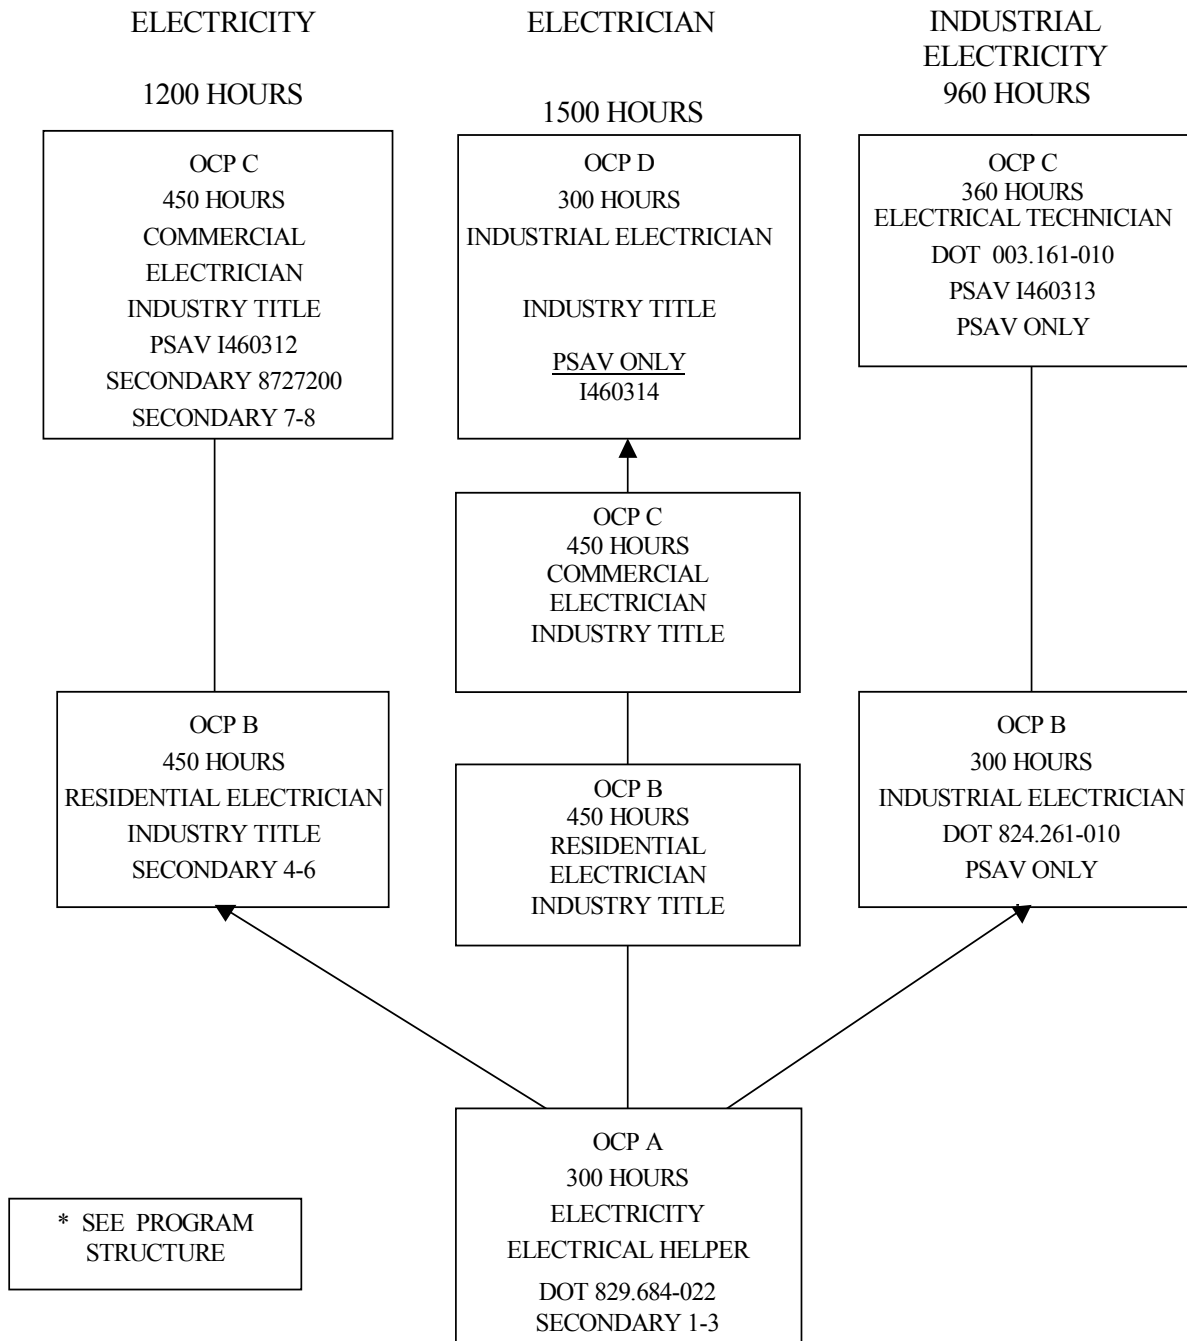 ELECTRICITY
1200 HOURS
OCP C
450 HOURS
COMMERCIAL
ELECTRICIAN
INDUSTRY TITLE
PSAV I460312
SECONDARY 8727200
SECONDARY 7-8
OCP B
450 HOURS
RESIDENTIAL ELECTRICIAN
INDUSTRY TITLE
SECONDARY 4-6
ELECTRICIAN
1500 HOURS
OCP D
300 HOURS
INDUSTRIAL ELECTRICIAN
INDUSTRY TITLE
PSAV ONLY
I460314
OCP C
450 HOURS
COMMERCIAL
ELECTRICIAN
INDUSTRY TITLE
OCP B
450 HOURS
RESIDENTIAL
ELECTRICIAN
INDUSTRY TITLE
INDUSTRIAL
ELECTRICITY
960 HOURS
OCP C
360 HOURS
ELECTRICAL TECHNICIAN
DOT 003.161-010
PSAV I460313
PSAV ONLY
OCP B
300 HOURS
INDUSTRIAL ELECTRICIAN
DOT 824.261-010
PSAV ONLY
OCP A
300 HOURS
ELECTRICITY
ELECTRICAL HELPER
DOT 829.684-022
SECONDARY 1-3
* SEE PROGRAM
STRUCTURE